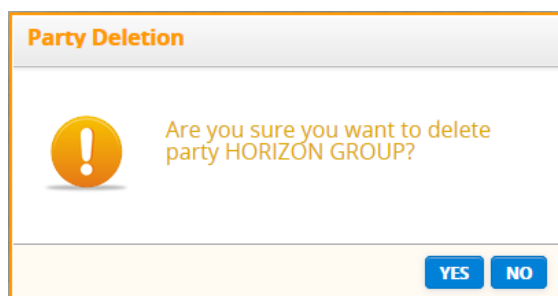 Party Deletion
Are you sure you want to delete
party HORIZON GROUP?
YES NO